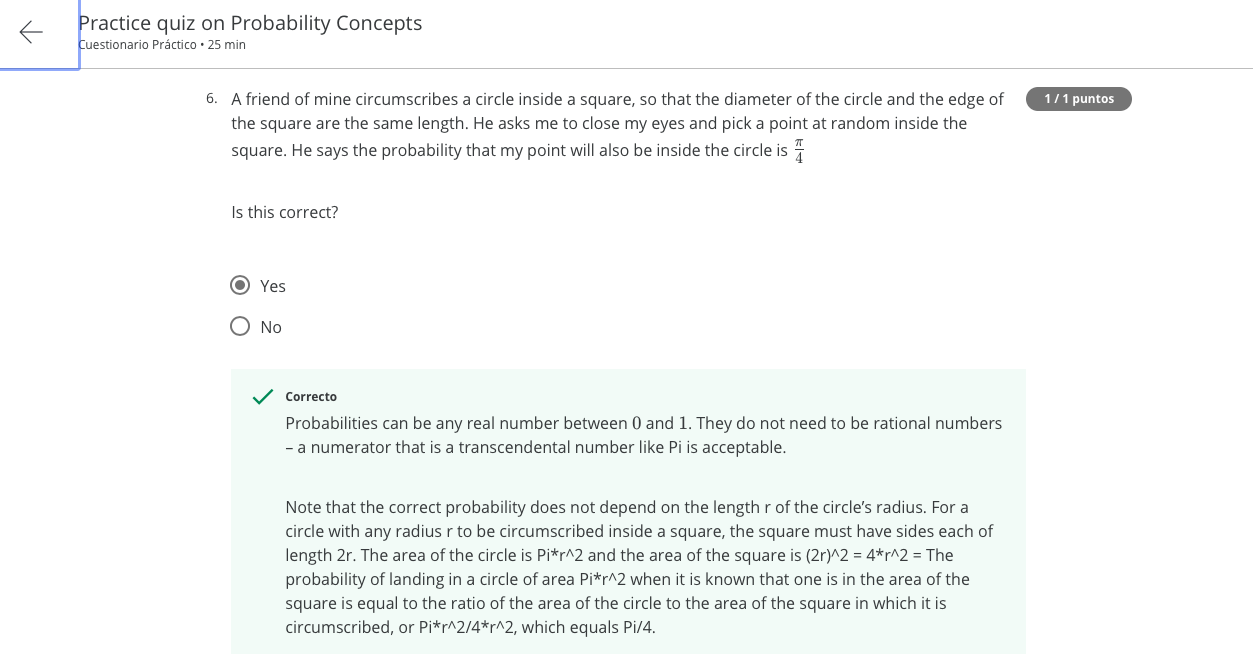 Practice quiz on Probability Concepts
Cuestionario Práctico • 25 min
6. A friend of mine circumscribes a circle inside a square, so that the diameter of the circle and the edge of
1 / 1 puntos
the square are the same length. He asks me to close my eyes and pick a point at random inside the
square. He says the probability that my point will also be inside the circle is π/4
Is this correct?
Yes
No
Correcto
Probabilities can be any real number between 0 and 1. They do not need to be rational numbers
– a numerator that is a transcendental number like Pi is acceptable.
Note that the correct probability does not depend on the length r of the circle’s radius. For a
circle with any radius r to be circumscribed inside a square, the square must have sides each of
length 2r. The area of the circle is Pi*r^2 and the area of the square is (2r)^2 = 4*r^2 = The
probability of landing in a circle of area Pi*r^2 when it is known that one is in the area of the
square is equal to the ratio of the area of the circle to the area of the square in which it is
circumscribed, or Pi*r^2/4*r^2, which equals Pi/4.